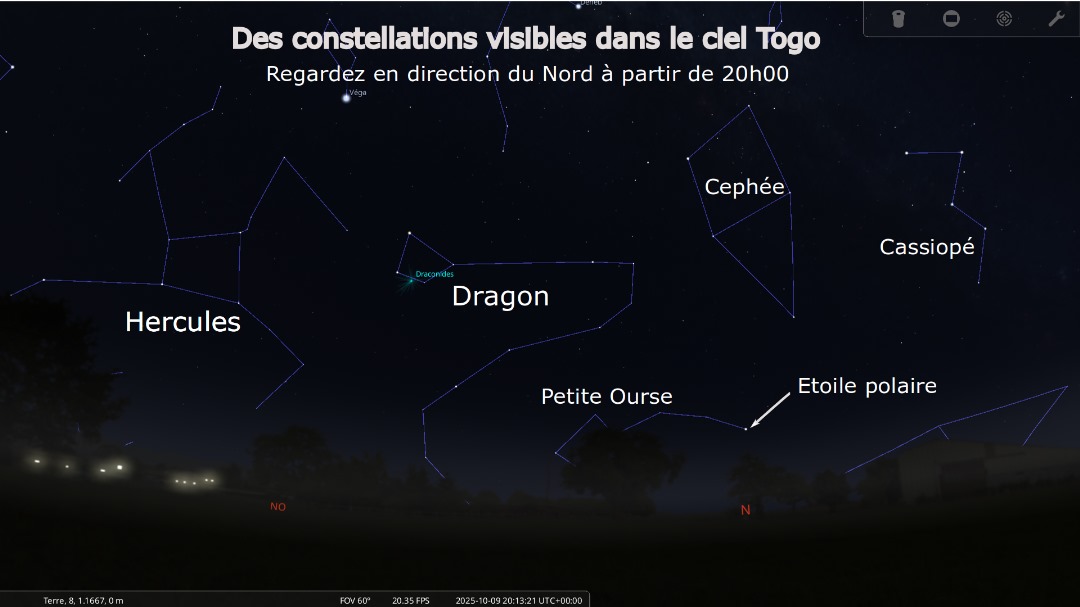 Deneb
Des constellations visibles dans le ciel Togo
Regardez en direction du Nord à partir de 20h00
Véga
Cephée
Cassiopé
Draconides
Dragon
Hercules
Etoile polaire
Petite Ourse
NO
N
Terre, 8, 1.1667, 0 m FOV 60° 20.35 FPS 2025-10-09 20:13:21 UTC+00:00